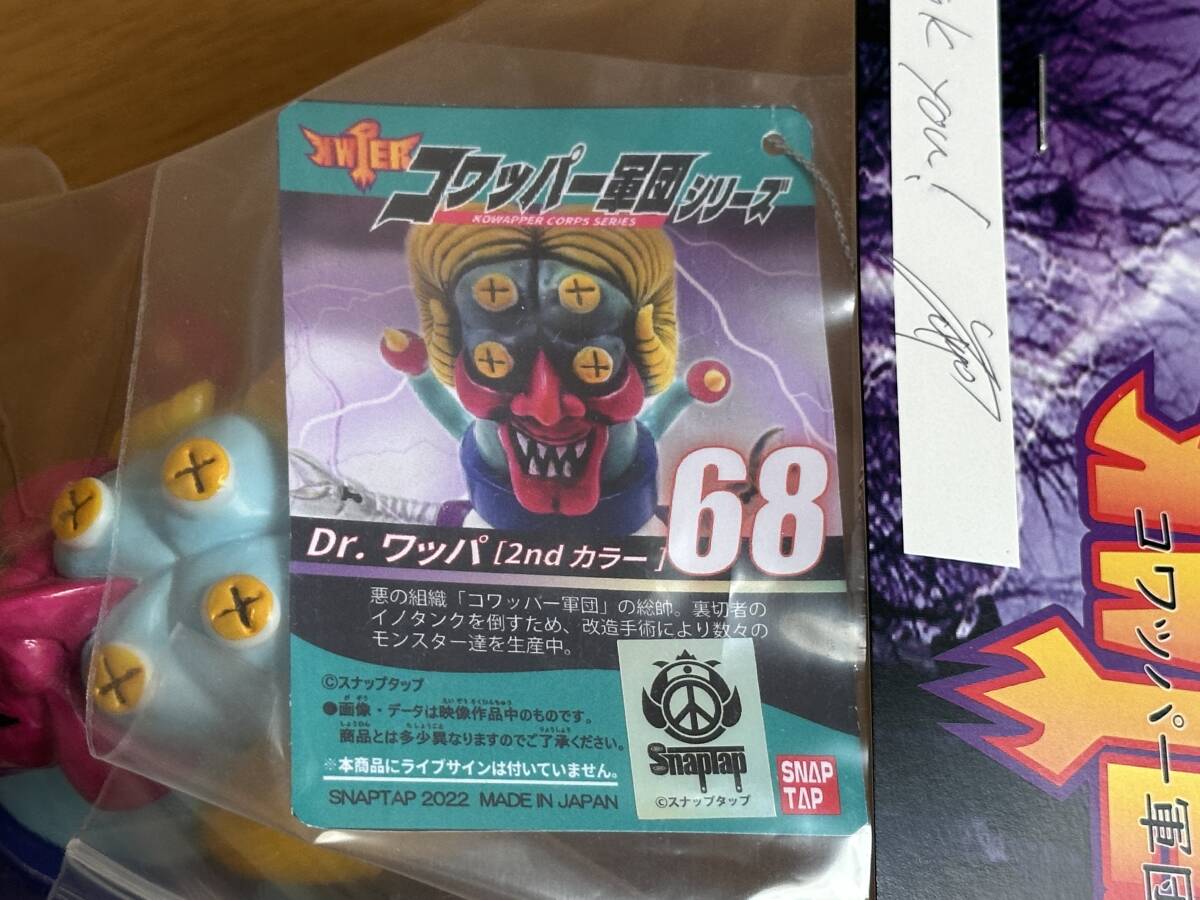 KWTER
コワッパー軍団シリーズ
KOWAPPER CORPS SERIES
68
Dr. ワッパ [2nd カラー]
悪の組織「コワッパー軍団」の総帥。裏切者の
イノタンクを倒すため、改造手術により数々の
モンスター達を生産中。
©スナップタップ
●画像・データは映像作品中のものです。
商品とは多少異なりますのでご了承ください。
※本商品にライブサインは付いていません。
SNAPTAP 2022 MADE IN JAPAN
SnapTap
©スナップタップ
SNAP
TAP
you!
コワッパー軍団